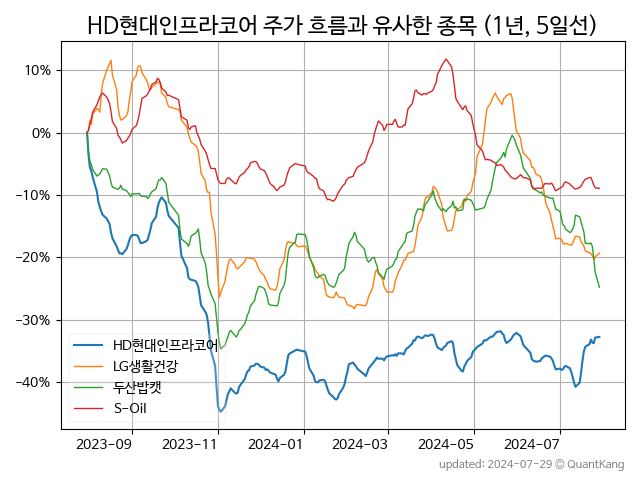 HD현대인프라코어 주가 흐름과 유사한 종목 (1년, 5일선)
10%
0%
−10%
−20%
−30%
−40%
HD현대인프라코어
LG생활건강
두산밥캣
S-Oil
2023-09 2023-11 2024-01 2024-03 2024-05 2024-07
updated: 2024-07-29 © QuantKang